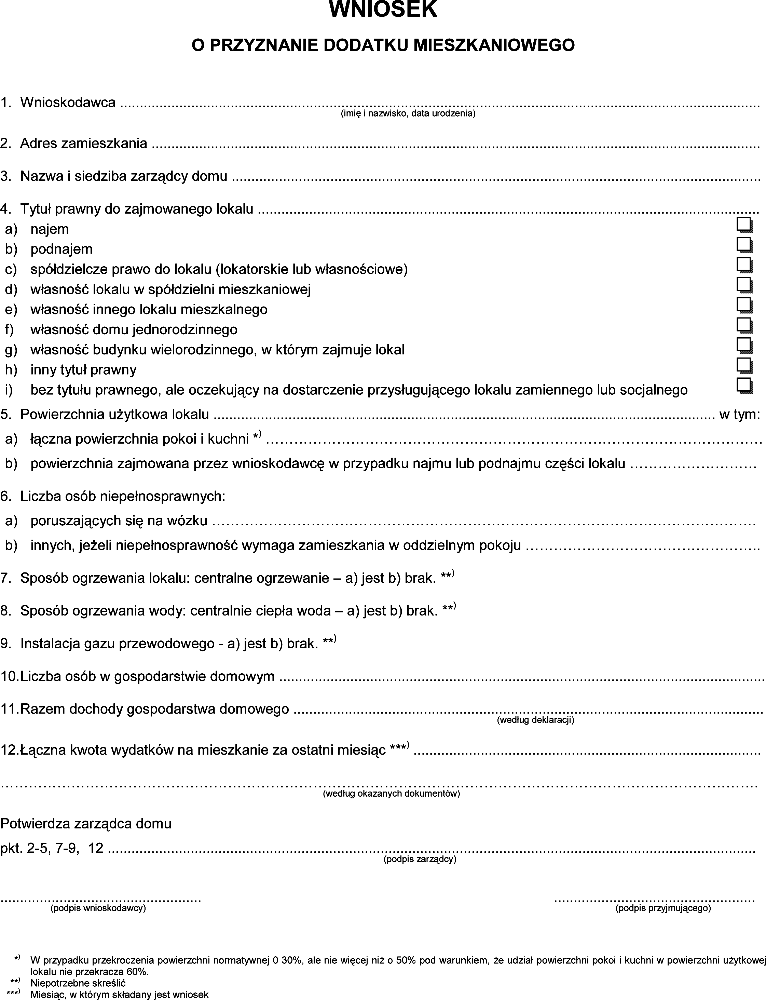 WNIOSEK
O PRZYZNANIE DODATKU MIESZKANIOWEGO
1. Wnioskodawca ................................................................
(imię i nazwisko, data urodzenia)
2. Adres zamieszkania ................................................................
3. Nazwa i siedziba zarządcy domu ................................................................
4. Tytuł prawny do zajmowanego lokalu ................................................................
a) najem
b) podnajem
c) spółdzielcze prawo do lokalu (lokatorskie lub własnościowe)
d) własność lokalu w spółdzielni mieszkaniowej
e) własność innego lokalu mieszkalnego
f) własność domu jednorodzinnego
g) własność budynku wielorodzinnego, w którym zajmuje lokal
h) inny tytuł prawny
i) bez tytułu prawnego, ale oczekujący na dostarczenie przysługującego lokalu zamiennego lub socjalnego
5. Powierzchnia użytkowa lokalu ................................................................ w tym:
a) łączna powierzchnia pokoi i kuchni *) ................................................................
b) powierzchnia zajmowana przez wnioskodawcę w przypadku najmu lub podnajmu części lokalu ...........................
6. Liczba osób niepełnosprawnych:
a) poruszających się na wózku ................................................................
b) innych, jeżeli niepełnosprawność wymaga zamieszkania w oddzielnym pokoju ................................................
7. Sposób ogrzewania lokalu: centralne ogrzewanie – a) jest b) brak. **)
8. Sposób ogrzewania wody: centralnie ciepła woda – a) jest b) brak. **)
9. Instalacja gazu przewodowego - a) jest b) brak. **)
10. Liczba osób w gospodarstwie domowym ................................................................
11. Razem dochody gospodarstwa domowego ................................................................
(według deklaracji)
12. Łączna kwota wydatków na mieszkanie za ostatni miesiąc ***) ................................................................
................................................................
(według okazanych dokumentów)
Potwierdza zarządca domu
pkt. 2-5, 7-9, 12 ................................................................
(podpis zarządcy)
.................................................. ..................................................
(podpis wnioskodawcy) (podpis przyjmującego)
*) W przypadku przekroczenia powierzchni normatywnej 0 30%, ale nie więcej niż o 50% pod warunkiem, że udział powierzchni pokoi i kuchni w powierzchni użytkowej
lokalu nie przekracza 60%.
**) Niepotrzebne skreślić
***) Miesiąc, w którym składany jest wniosek